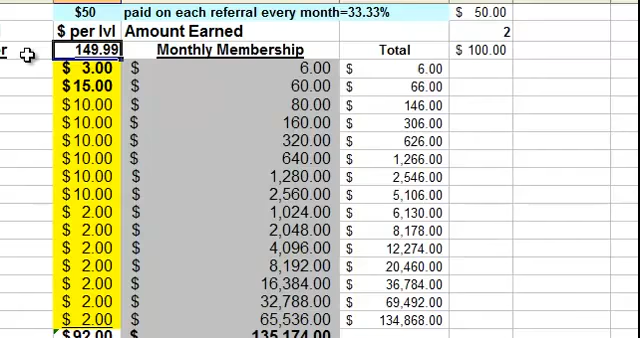 $50 paid on each referral every month=33.33% $ 50.00
$ per lvl Amount Earned 2
149.99 Monthly Membership Total $ 100.00
$ 3.00 $ 6.00 $ 6.00
$15.00 $ 60.00 $ 66.00
$10.00 $ 80.00 $ 146.00
$10.00 $ 160.00 $ 306.00
$10.00 $ 320.00 $ 626.00
$10.00 $ 640.00 $ 1,266.00
$10.00 $ 1,280.00 $ 2,546.00
$10.00 $ 2,560.00 $ 5,106.00
$ 2.00 $ 1,024.00 $ 6,130.00
$ 2.00 $ 2,048.00 $ 8,178.00
$ 2.00 $ 4,096.00 $ 12,274.00
$ 2.00 $ 8,192.00 $ 20,460.00
$ 2.00 $ 16,384.00 $ 36,784.00
$ 2.00 $ 32,788.00 $ 69,492.00
$ 2.00 $ 65,536.00 $ 134,868.00
$92.00 $ 135,174.00